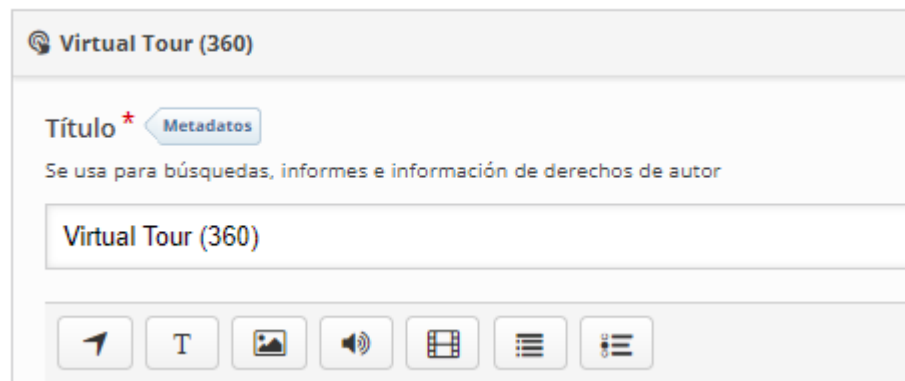 Virtual Tour (360)
Título * Metadatos
Se usa para búsquedas, informes e información de derechos de autor
Virtual Tour (360)
T